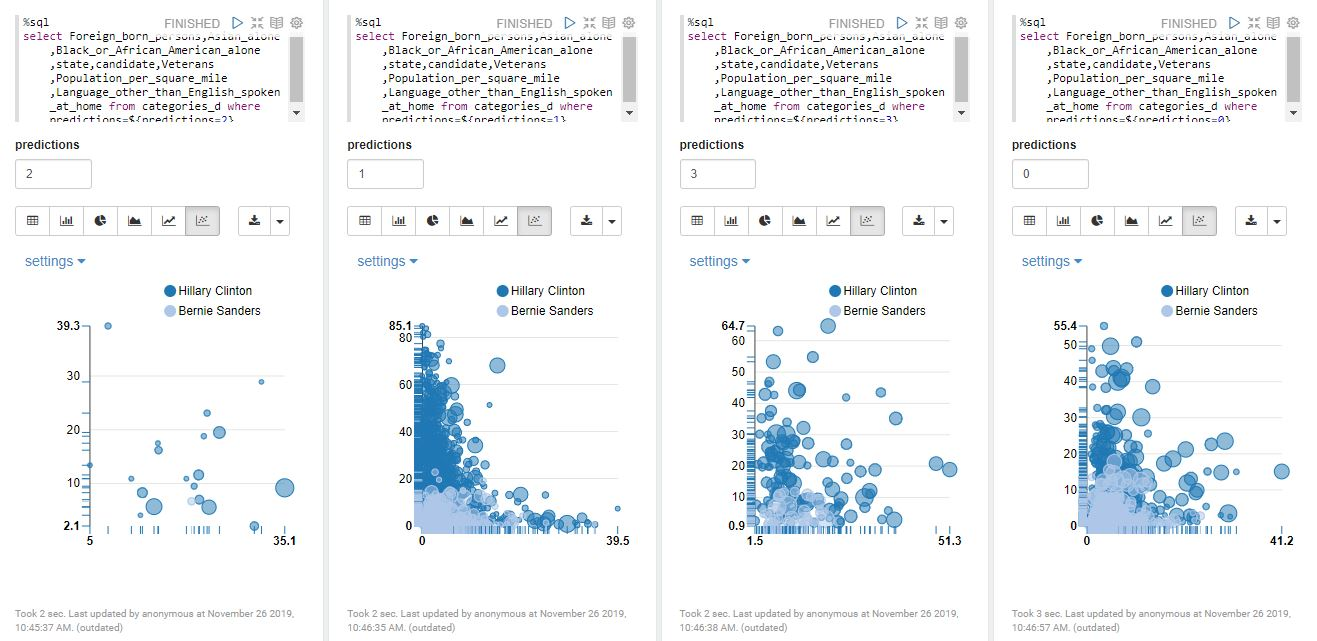 %sql
FINISHED
select Foreign_born_persons,Asian_alone
,Black_or_African_American_alone
,state,candidate,Veterans
,Population_per_square_mile
,Language_other_than_English_spoken
_at_home from categories_d where
predictions=${predictions=2}
predictions
2
settings
Hillary Clinton
Bernie Sanders
39.3
30
20
10
2.1
5
35.1
Took 2 sec. Last updated by anonymous at November 26 2019,
10:45:37 AM. (outdated)
%sql
FINISHED
select Foreign_born_persons,Asian_alone
,Black_or_African_American_alone
,state,candidate,Veterans
,Population_per_square_mile
,Language_other_than_English_spoken
_at_home from categories_d where
predictions=${predictions=1}
predictions
1
settings
Hillary Clinton
Bernie Sanders
85.1
80
60
40
20
0
0
39.5
Took 2 sec. Last updated by anonymous at November 26 2019,
10:46:35 AM. (outdated)
%sql
FINISHED
select Foreign_born_persons,Asian_alone
,Black_or_African_American_alone
,state,candidate,Veterans
,Population_per_square_mile
,Language_other_than_English_spoken
_at_home from categories_d where
predictions=${predictions=3}
predictions
3
settings
Hillary Clinton
Bernie Sanders
64.7
60
50
40
30
20
10
0.9
1.5
51.3
Took 2 sec. Last updated by anonymous at November 26 2019,
10:46:38 AM. (outdated)
%sql
FINISHED
select Foreign_born_persons,Asian_alone
,Black_or_African_American_alone
,state,candidate,Veterans
,Population_per_square_mile
,Language_other_than_English_spoken
_at_home from categories_d where
predictions=${predictions=0}
predictions
0
settings
Hillary Clinton
Bernie Sanders
55.4
50
40
30
20
10
0
0
41.2
Took 3 sec. Last updated by anonymous at November 26 2019,
10:46:57 AM. (outdated)